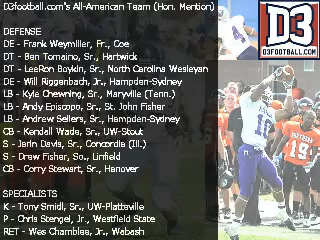 D3football.com's All-American Team (Hon. Mention)
D3
D3FOOTBALL.COM
DEFENSE
DE - Frank Weymiller, Fr., Coe
DT - Ben Tomaino, Sr., Hartwick
DT - LeeRon Boykin, Sr., North Carolina Wesleyan
DE - Will Riggenbach, Jr., Hampden-Sydney
LB - Kyle Chewning, Sr., Maryville (Tenn.)
LB - Andy Episcopo, Sr., St. John Fisher
LB - Andrew Sellers, Sr., Hampden-Sydney
CB - Kendall Wade, Sr., UW-Stout
S - Jarin Davis, Sr., Concordia (Ill.)
S - Drew Fisher, So., Linfield
CB - Corry Stewart, Sr., Hanover
SPECIALISTS
K - Tony Smidl, Sr., UW-Platteville
P - Chris Stengel, Jr., Westfield State
RET - Wes Chamblee, Jr., Wabash
4
18
19